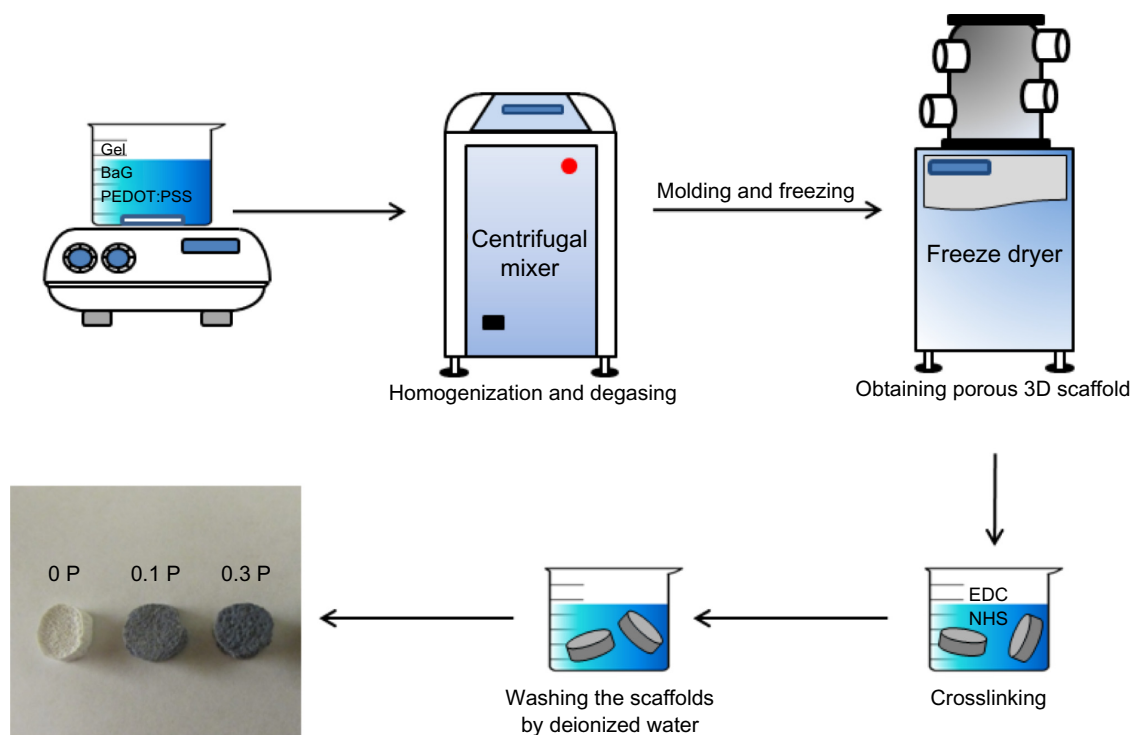 Gel
BaG
PEDOT:PSS
Centrifugal
mixer
Homogenization and degasing
Molding and freezing
Freeze dryer
Obtaining porous 3D scaffold
EDC
NHS
Crosslinking
Washing the scaffolds
by deionized water
0 P 0.1 P 0.3 P